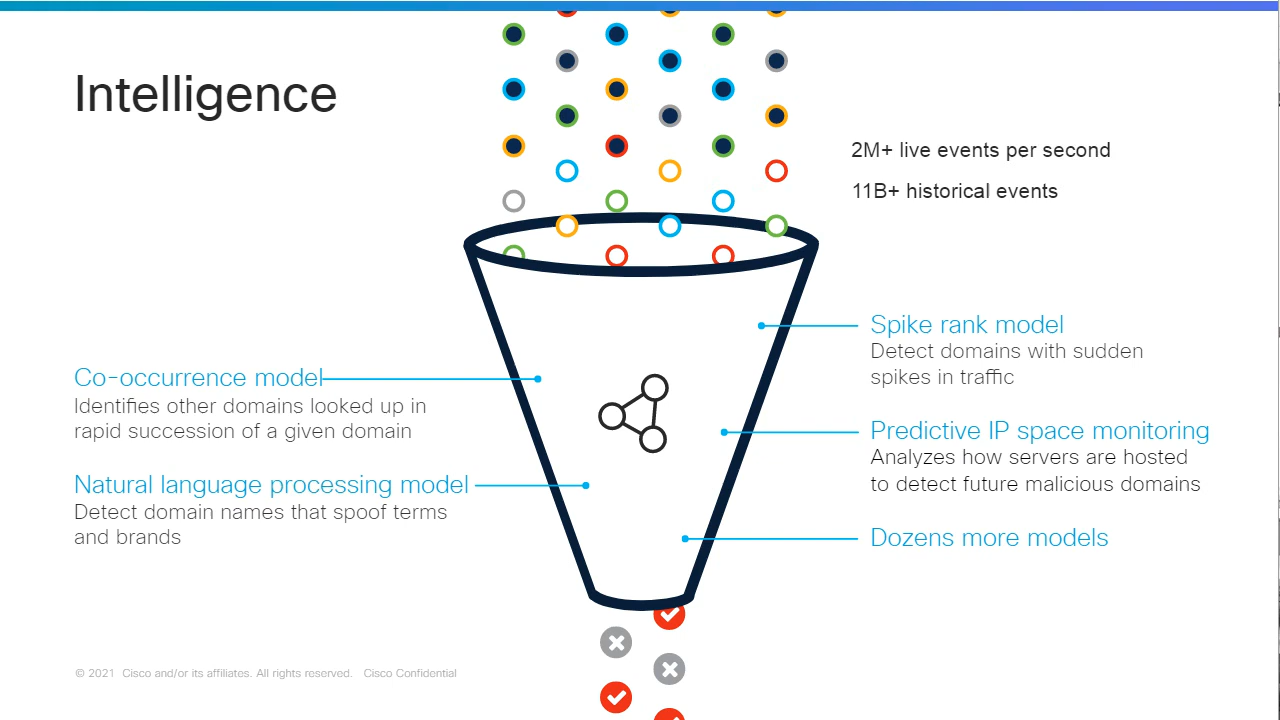 Intelligence
2M+ live events per second
11B+ historical events
Co-occurrence model
Identifies other domains looked up in
rapid succession of a given domain
Natural language processing model
Detect domain names that spoof terms
and brands
Spike rank model
Detect domains with sudden
spikes in traffic
Predictive IP space monitoring
Analyzes how servers are hosted
to detect future malicious domains
Dozens more models
© 2021 Cisco and/or its affiliates. All rights reserved. Cisco Confidential